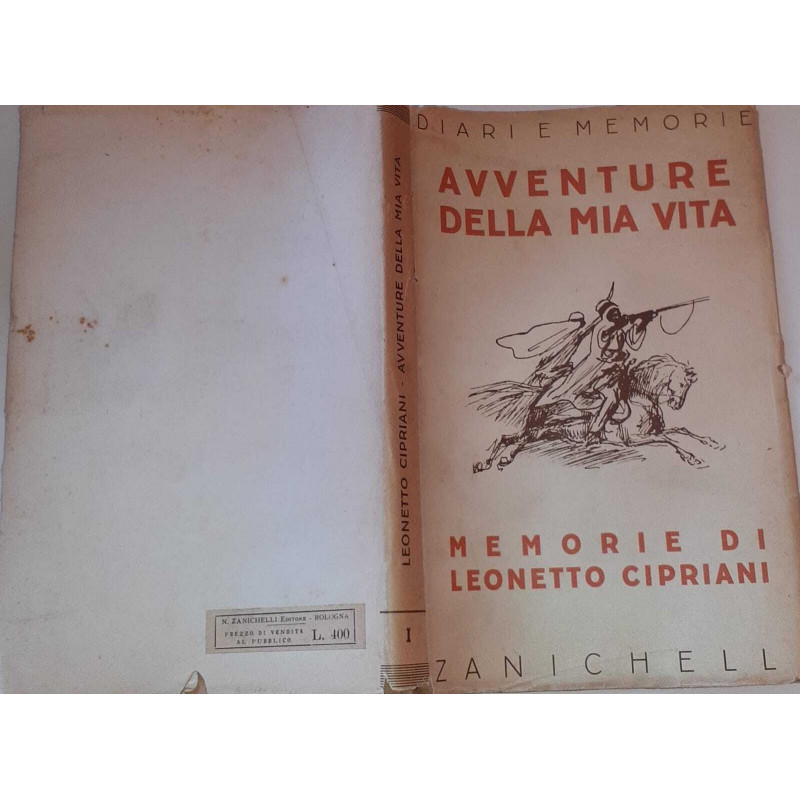 DIARI E MEMORIE
AVVENTURE
DELLA MIA VITA
MEMORIE DI
LEONETTO CIPRIANI
ZANICHELL
LEONETTO CIPRIANI - AVVENTURE DELLA MIA VITA
I
N. ZANICHELLI EDITORE - BOLOGNA
PREZZO DI VENDITA
AL PUBBLICO L. 400